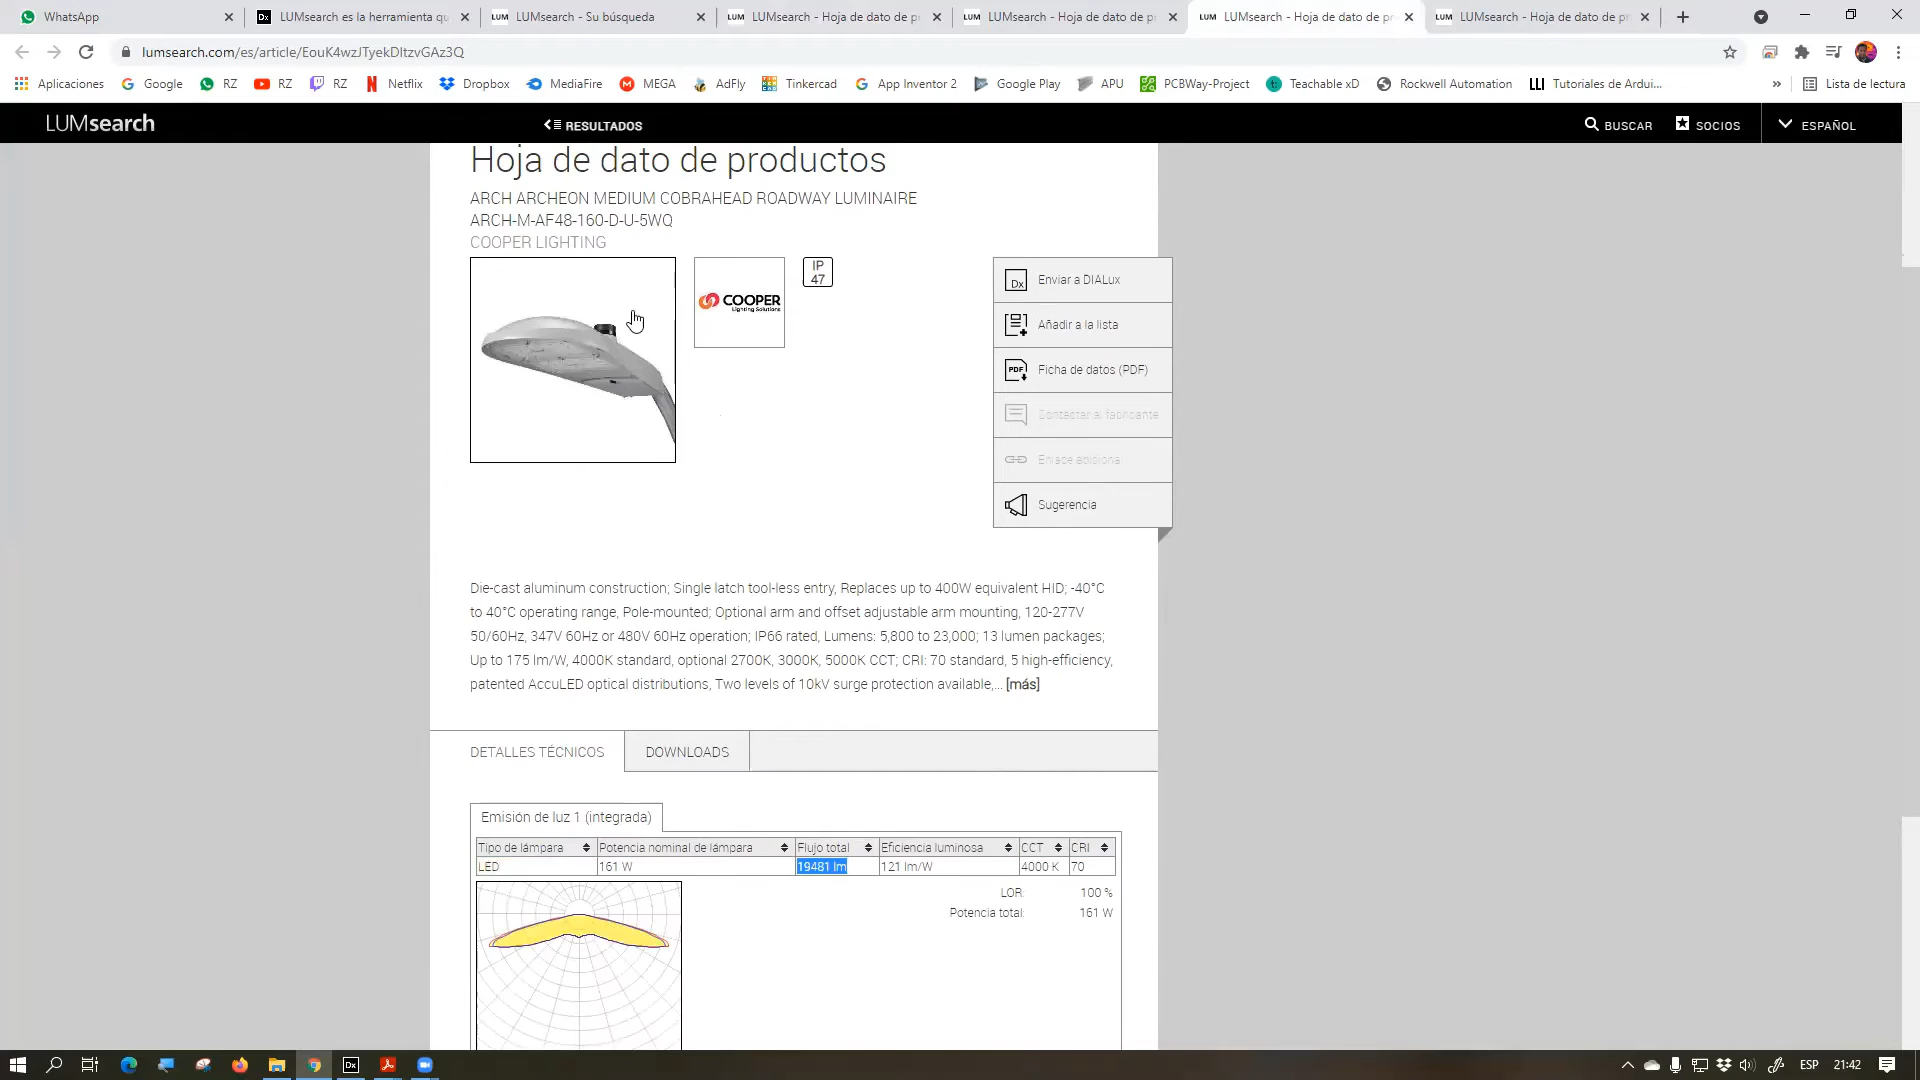 WhatsApp
LUMsearch es la herramienta qu
LUMsearch - Su búsqueda
LUMsearch - Hoja de dato de pr
LUMsearch - Hoja de dato de pr
LUMsearch - Hoja de dato de pr
LUMsearch - Hoja de dato de pr
lumsearch.com/es/article/EouK4wzJTyekDItzvGAz3Q
Aplicaciones
Google
RZ
RZ
RZ
Netflix
Dropbox
MediaFire
MEGA
AdFly
Tinkercad
App Inventor 2
Google Play
APU
PCBWay-Project
Teachable xD
Rockwell Automation
Tutoriales de Ardui...
»
Lista de lectura
LUMsearch
RESULTADOS
BUSCAR
SOCIOS
ESPAÑOL
Hoja de dato de productos
ARCH ARCHEON MEDIUM COBRAHEAD ROADWAY LUMINAIRE
ARCH-M-AF48-160-D-U-5WQ
COOPER LIGHTING
COOPER
Lighting Solutions
IP
47
Dx Enviar a DIALux
Añadir a la lista
PDF Ficha de datos (PDF)
Contactar al fabricante
Enlace adicional
Sugerencia
Die-cast aluminum construction; Single latch tool-less entry, Replaces up to 400W equivalent HID; -40°C
to 40°C operating range, Pole-mounted; Optional arm and offset adjustable arm mounting, 120-277V
50/60Hz, 347V 60Hz or 480V 60Hz operation; IP66 rated, Lumens: 5,800 to 23,000; 13 lumen packages;
Up to 175 lm/W, 4000K standard, optional 2700K, 3000K, 5000K CCT; CRI: 70 standard, 5 high-efficiency,
patented AccuLED optical distributions, Two levels of 10kV surge protection available,... [más]
DETALLES TÉCNICOS
DOWNLOADS
Emisión de luz 1 (integrada)
Tipo de lámpara Potencia nominal de lámpara Flujo total Eficiencia luminosa CCT CRI
LED 161 W 19481 lm 121 lm/W 4000 K 70
LOR: 100 %
Potencia total: 161 W
Dx
ESP
21:42